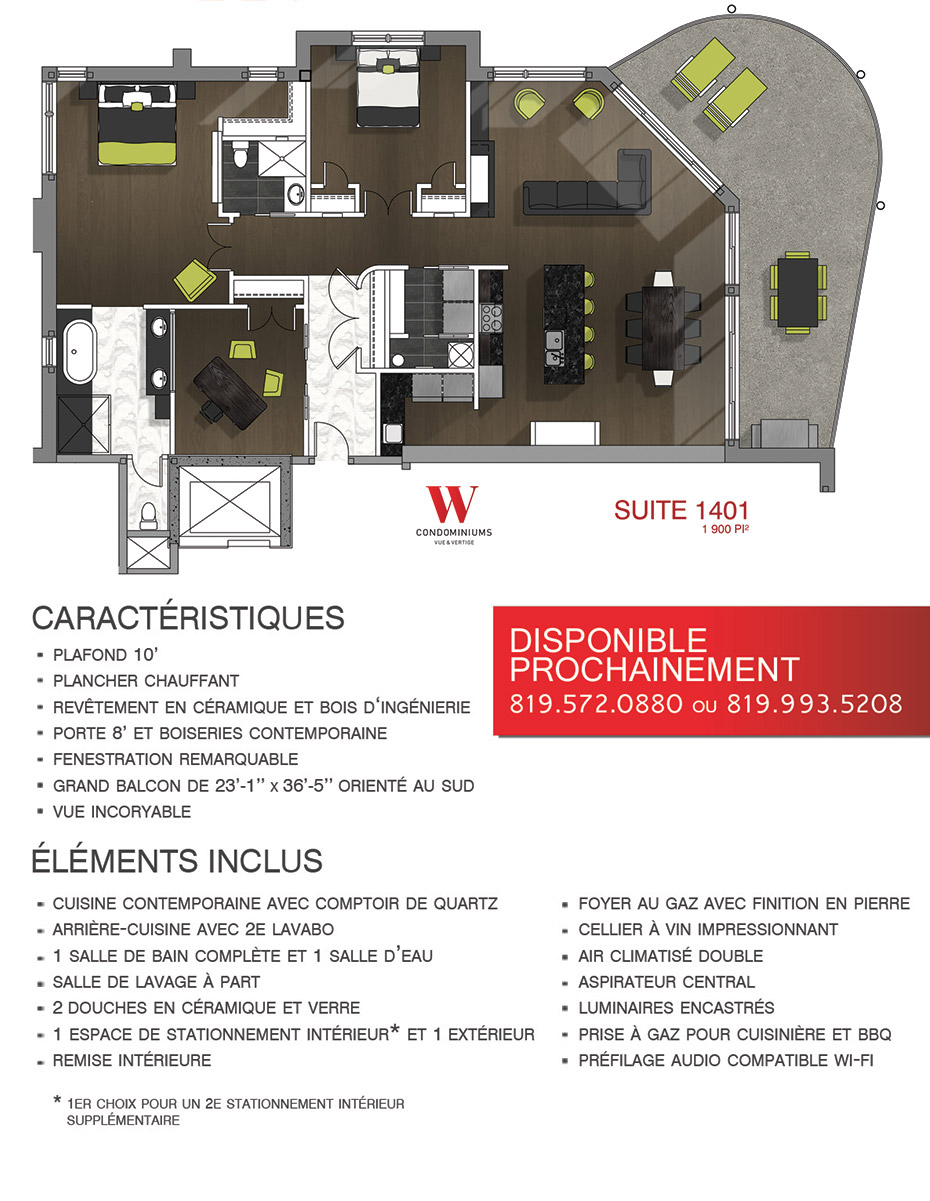 W
CONDOMINIUMS
VUE & VERTIGE
SUITE 1401
1 900 PI²
CARACTÉRISTIQUES
▪ PLAFOND 10'
▪ PLANCHER CHAUFFANT
▪ REVÊTEMENT EN CÉRAMIQUE ET BOIS D‘INGÉNIERIE
▪ PORTE 8' ET BOISERIES CONTEMPORAINE
▪ FENESTRATION REMARQUABLE
▪ GRAND BALCON DE 23'-1'' X 36'-5'' ORIENTÉ AU SUD
▪ VUE INCORYABLE
DISPONIBLE
PROCHAINEMENT
819.572.0880 OU 819.993.5208
ÉLÉMENTS INCLUS
▪ CUISINE CONTEMPORAINE AVEC COMPTOIR DE QUARTZ
▪ ARRIÈRE-CUISINE AVEC 2E LAVABO
▪ 1 SALLE DE BAIN COMPLÈTE ET 1 SALLE D'EAU
▪ SALLE DE LAVAGE À PART
▪ 2 DOUCHES EN CÉRAMIQUE ET VERRE
▪ 1 ESPACE DE STATIONNEMENT INTÉRIEUR* ET 1 EXTÉRIEUR
▪ REMISE INTÉRIEURE
▪ FOYER AU GAZ AVEC FINITION EN PIERRE
▪ CELLIER À VIN IMPRESSIONNANT
▪ AIR CLIMATISÉ DOUBLE
▪ ASPIRATEUR CENTRAL
▪ LUMINAIRES ENCASTRÉS
▪ PRISE À GAZ POUR CUISINIÈRE ET BBQ
▪ PRÉFILAGE AUDIO COMPATIBLE WI-FI
* 1ER CHOIX POUR UN 2E STATIONNEMENT INTÉRIEUR
SUPPLÉMENTAIRE